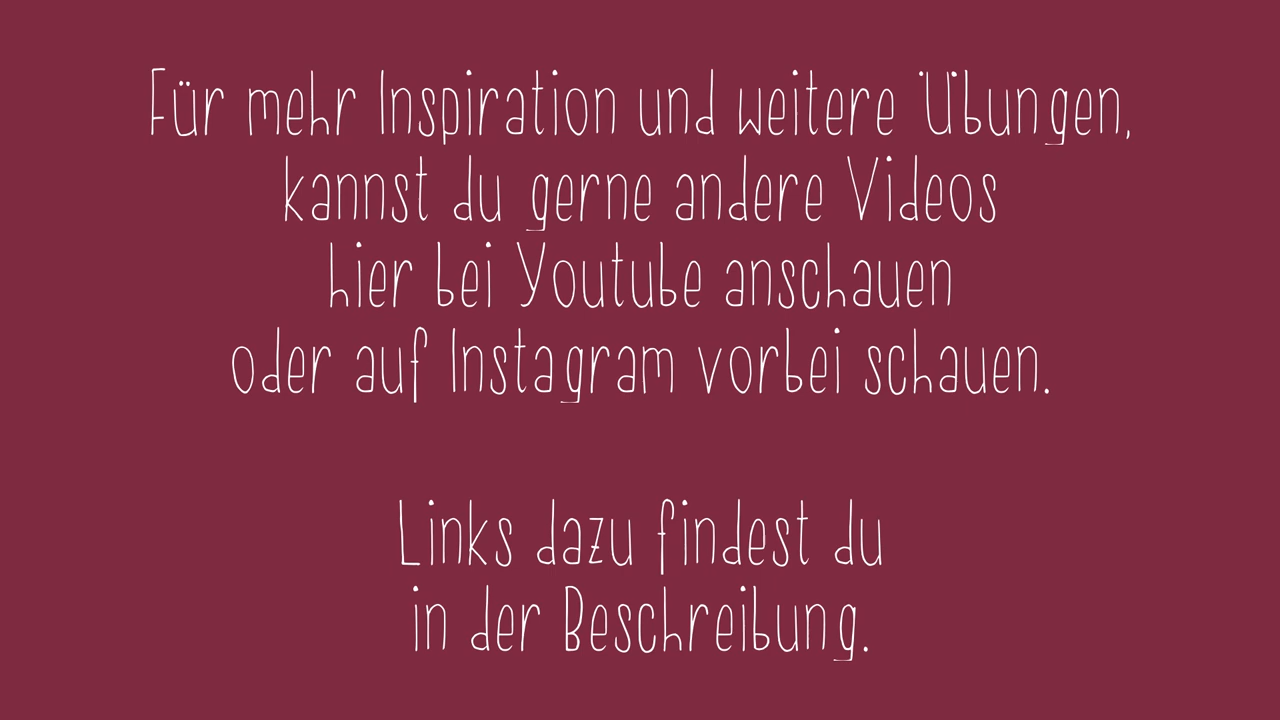 Für mehr Inspiration und weitere Übungen,
kannst du gerne andere Videos
hier bei Youtube anschauen
oder auf Instagram vorbei schauen.
Links dazu findest du
in der Beschreibung.